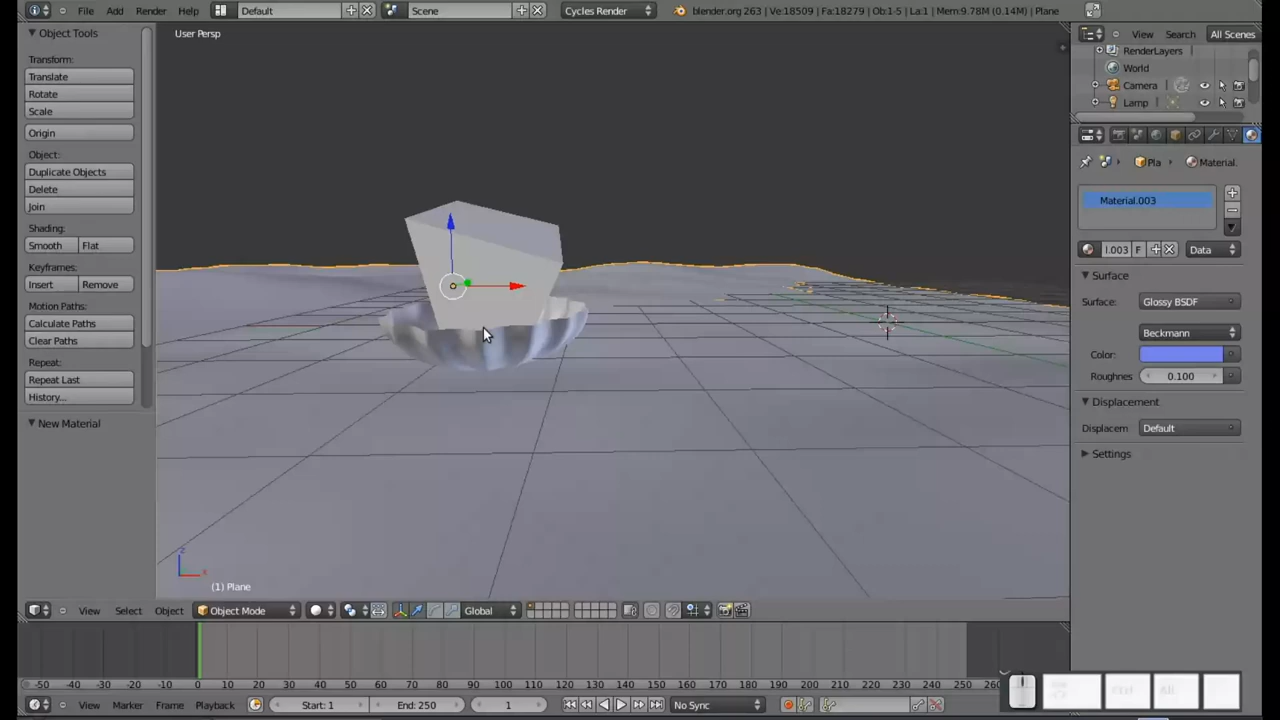 File Add Render Help Default Scene Cycles Render blender.org 263 | Ve:18509 | Fa:18279 | Ob:1-5 | La:1 | Mem:9.78M (0.14M) | Plane
Object Tools
Transform:
Translate
Rotate
Scale
Origin
Object:
Duplicate Objects
Delete
Join
Shading:
Smooth Flat
Keyframes:
Insert Remove
Motion Paths:
Calculate Paths
Clear Paths
Repeat:
Repeat Last
History...
New Material
User Persp
z
x
(1) Plane
View Select Object Object Mode Global
View Search All Scenes
RenderLayers
World
Camera
Lamp
Pla Material.
Material.003
I.003 F Data
Surface
Surface: Glossy BSDF
Beckmann
Color:
Roughnes 0.100
Displacement
Displacem Default
Settings
-50 -40 -30 -20 -10 0 10 20 30 40 50 60 70 80 90 100 110 120 130 140 150 160 170 180 190 200 210 220 230 240 250 260
View Marker Frame Playback Start: 1 End: 250 1 No Sync
Ctrl Alt